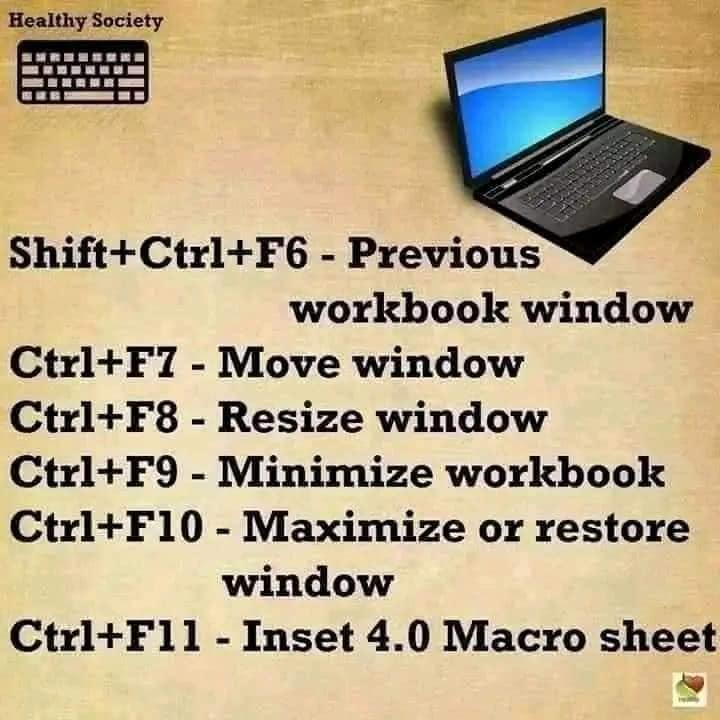 Healthy Society
Shift+Ctrl+F6 - Previous
workbook window
Ctrl+F7 - Move window
Ctrl+F8 - Resize window
Ctrl+F9 - Minimize workbook
Ctrl+F10 - Maximize or restore
window
Ctrl+F11 - Inset 4.0 Macro sheet